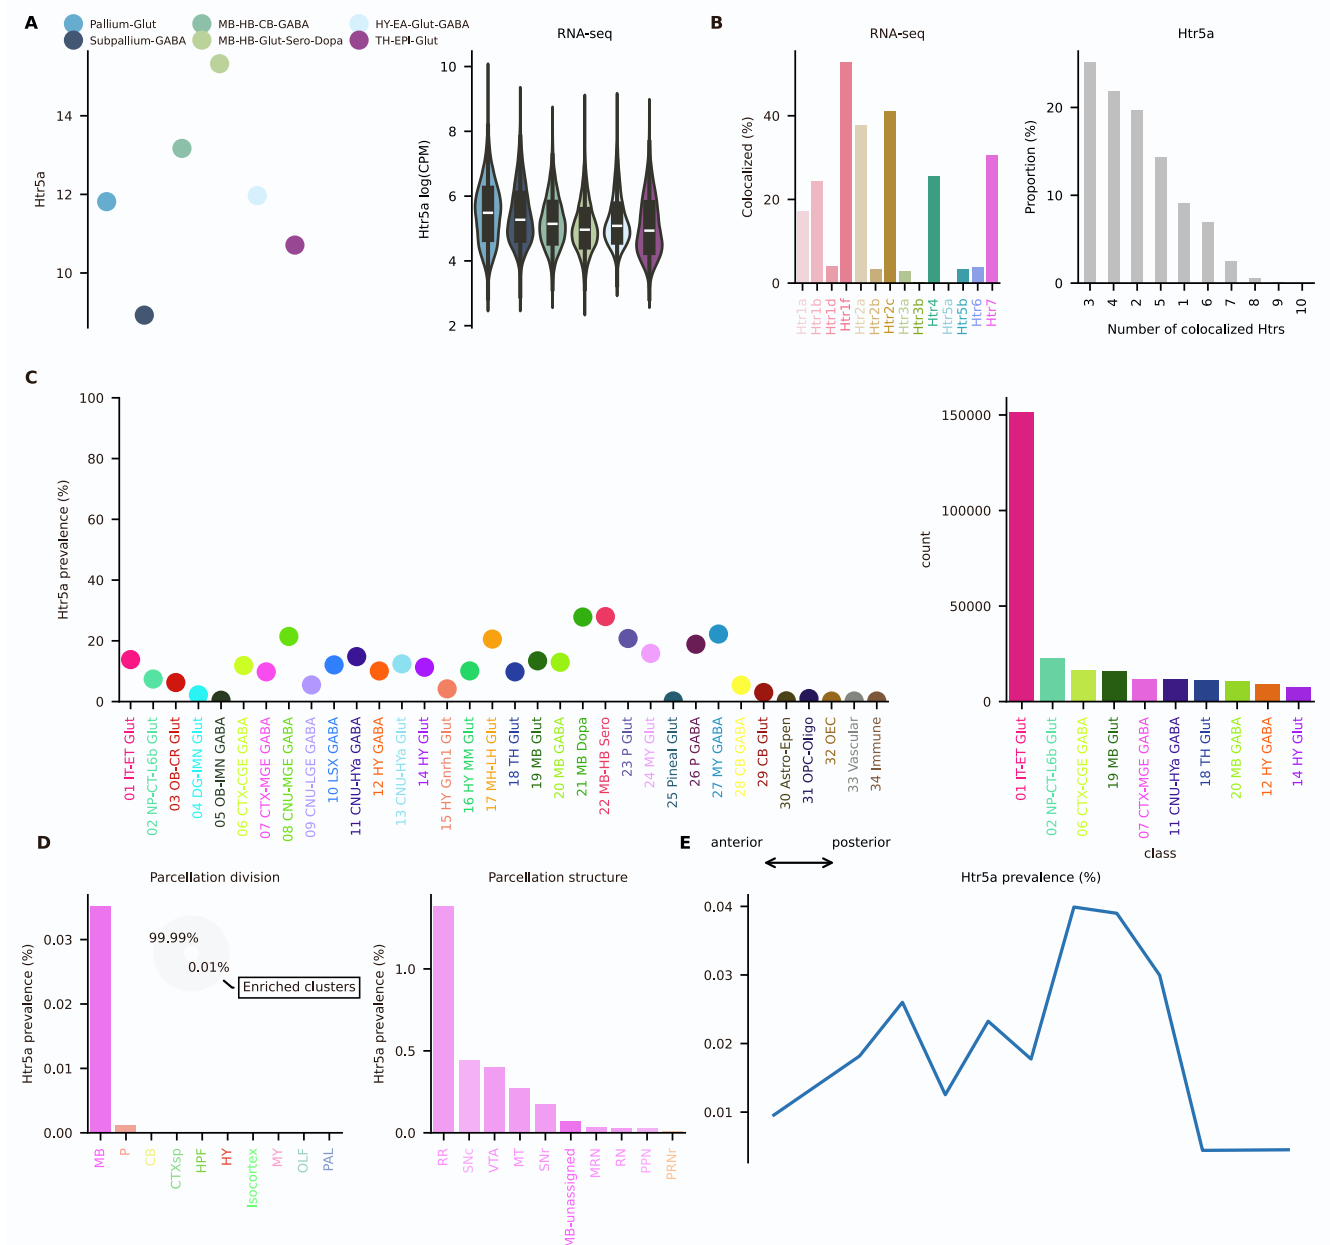 A
Pallium-Glut
Subpallium-GABA
MB-HB-CB-GABA
MB-HB-Glut-Sero-Dopa
HY-EA-Glut-GABA
TH-EPI-Glut
Htr5a
14
12
10
RNA-seq
Htr5a log(CPM)
10
8
6
4
2
B
RNA-seq
Colocalized (%)
40
20
0
Htr1a
Htr1b
Htr1d
Htr1f
Htr2a
Htr2b
Htr2c
Htr3a
Htr3b
Htr4
Htr5a
Htr5b
Htr6
Htr7
Htr5a
Proportion (%)
20
10
0
3
4
2
5
1
6
7
8
9
10
Number of colocalized Htrs
C
Htr5a prevalence (%)
100
80
60
40
20
0
01 IT-ET Glut
02 NP-CT-L6b Glut
03 OB-CR Glut
04 DG-IMN Glut
05 OB-IMN GABA
06 CTX-CGE GABA
07 CTX-MGE GABA
08 CNU-MGE GABA
09 CNU-LGE GABA
10 LSX GABA
11 CNU-HYa GABA
12 HY GABA
13 CNU-HYa Glut
14 HY Glut
15 HY Gnrh1 Glut
16 HY MM Glut
17 MH-LH Glut
18 TH Glut
19 MB Glut
20 MB GABA
21 MB Dopa
22 MB-HB Sero
23 P Glut
24 MY Glut
25 Pineal Glut
26 P GABA
27 MY GABA
28 CB GABA
29 CB Glut
30 Astro-Epen
31 OPC-Oligo
32 OEC
33 Vascular
34 Immune
count
150000
100000
50000
0
01 IT-ET Glut
02 NP-CT-L6b Glut
06 CTX-CGE GABA
19 MB Glut
07 CTX-MGE GABA
11 CNU-HYa GABA
18 TH Glut
20 MB GABA
12 HY GABA
14 HY Glut
class
D
Parcellation division
Htr5a prevalence (%)
0.03
0.02
0.01
0.00
99.99%
0.01%
Enriched clusters
MB
P
CB
CTXsp
HPF
HY
Isocortex
MY
OLF
PAL
Parcellation structure
Htr5a prevalence (%)
1.0
0.5
0.0
RR
SNc
VTA
MT
SNr
MB-unassigned
MRN
RN
PPN
PRNr
E
anterior
posterior
Htr5a prevalence (%)
0.04
0.03
0.02
0.01